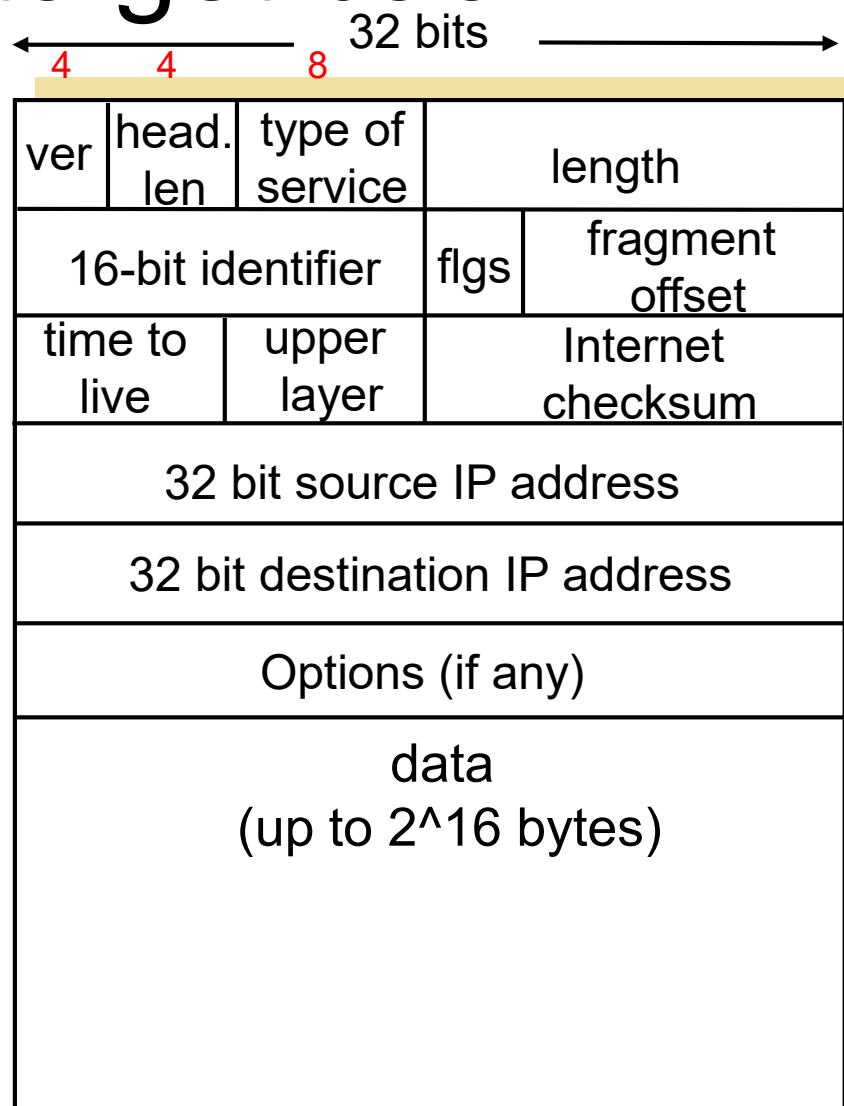 32 bits
4 4 8
ver head. len type of service length
16-bit identifier flgs fragment offset
time to live upper layer Internet checksum
32 bit source IP address
32 bit destination IP address
Options (if any)
data
(up to 2^16 bytes)